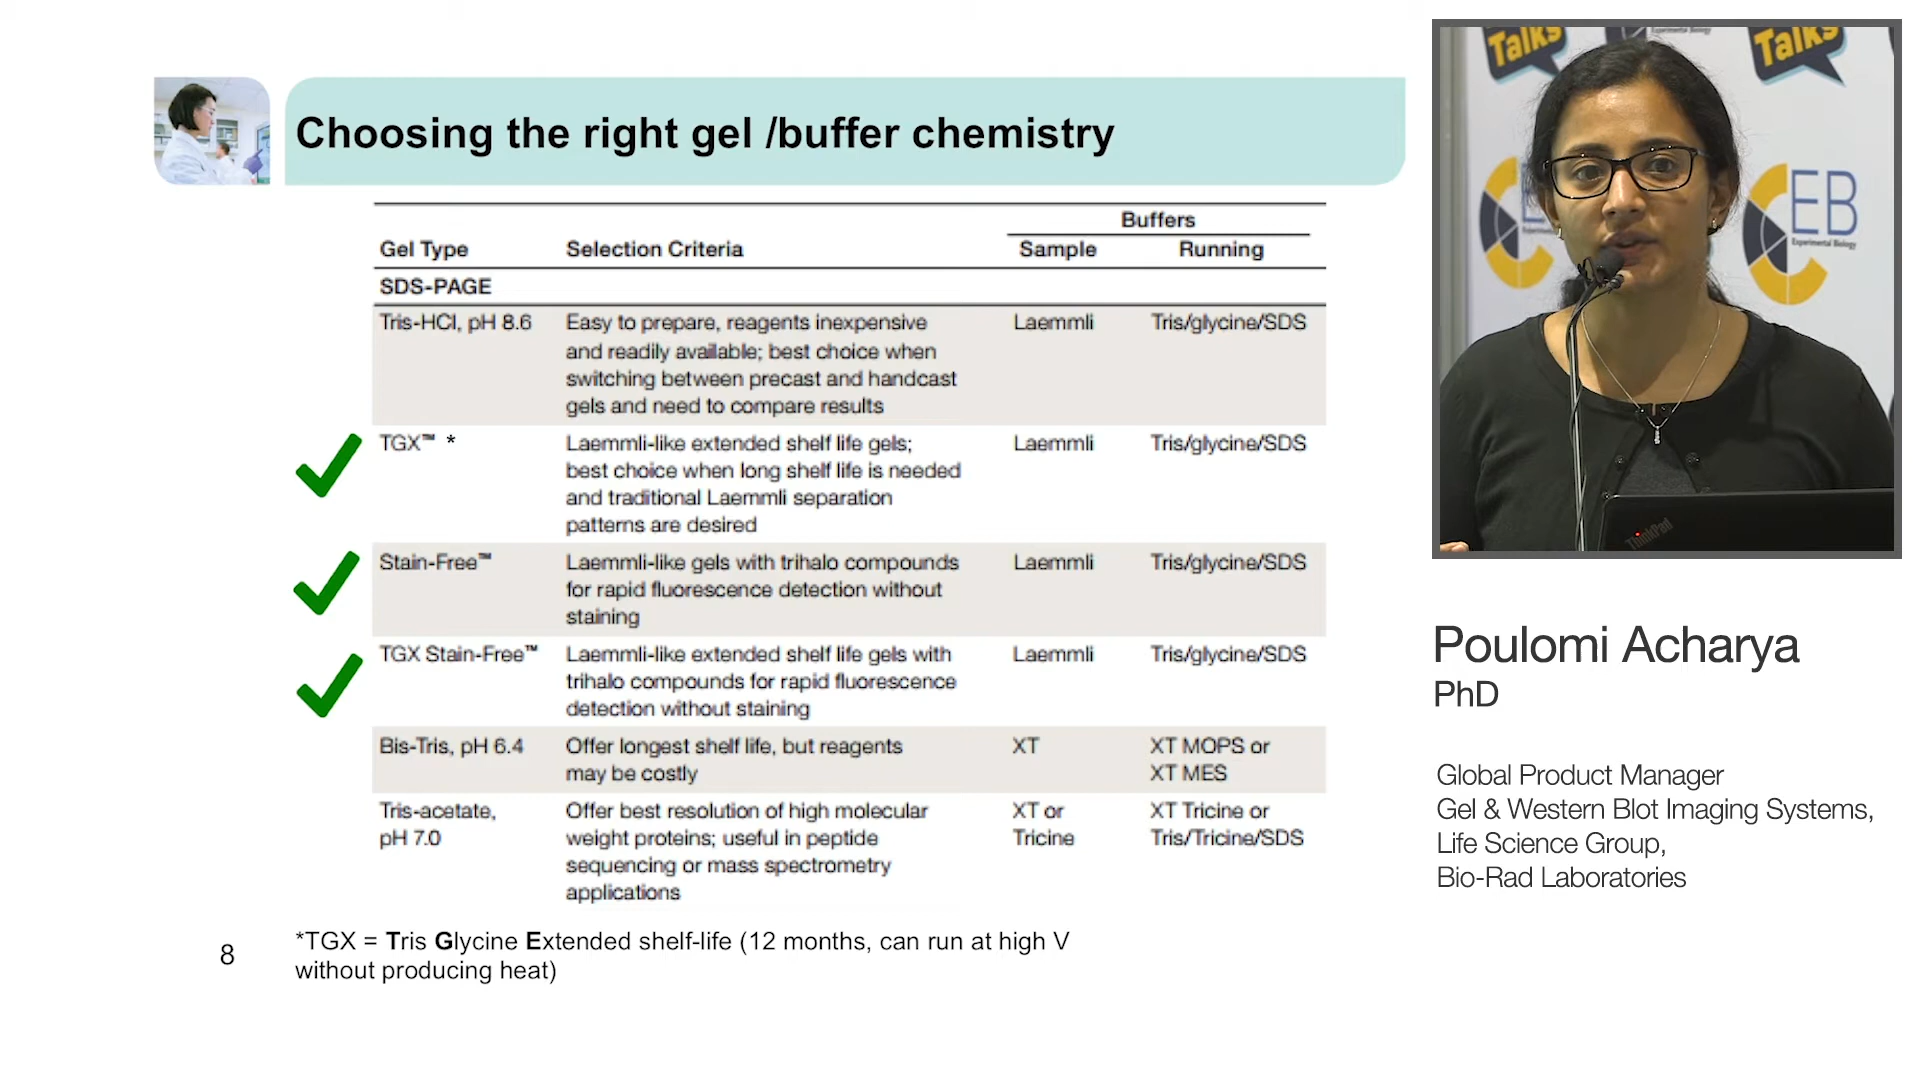 Choosing the right gel /buffer chemistry
Buffers
Gel Type Selection Criteria Sample Running
SDS-PAGE
Tris-HCl, pH 8.6 Easy to prepare, reagents inexpensive Laemmli Tris/glycine/SDS
and readily available; best choice when
switching between precast and handcast
gels and need to compare results
TGX™ * Laemmli-like extended shelf life gels; Laemmli Tris/glycine/SDS
best choice when long shelf life is needed
and traditional Laemmli separation
patterns are desired
Stain-Free™ Laemmli-like gels with trihalo compounds Laemmli Tris/glycine/SDS
for rapid fluorescence detection without
staining
TGX Stain-Free™ Laemmli-like extended shelf life gels with Laemmli Tris/glycine/SDS
trihalo compounds for rapid fluorescence
detection without staining
Bis-Tris, pH 6.4 Offer longest shelf life, but reagents XT XT MOPS or
may be costly XT MES
Tris-acetate, Offer best resolution of high molecular XT or XT Tricine or
pH 7.0 weight proteins; useful in peptide Tricine Tris/Tricine/SDS
sequencing or mass spectrometry
applications
*TGX = Tris Glycine Extended shelf-life (12 months, can run at high V
without producing heat)
8
Talks
Talks
EB
Experimental Biology
ThinkPad
Poulomi Acharya
PhD
Global Product Manager
Gel & Western Blot Imaging Systems,
Life Science Group,
Bio-Rad Laboratories